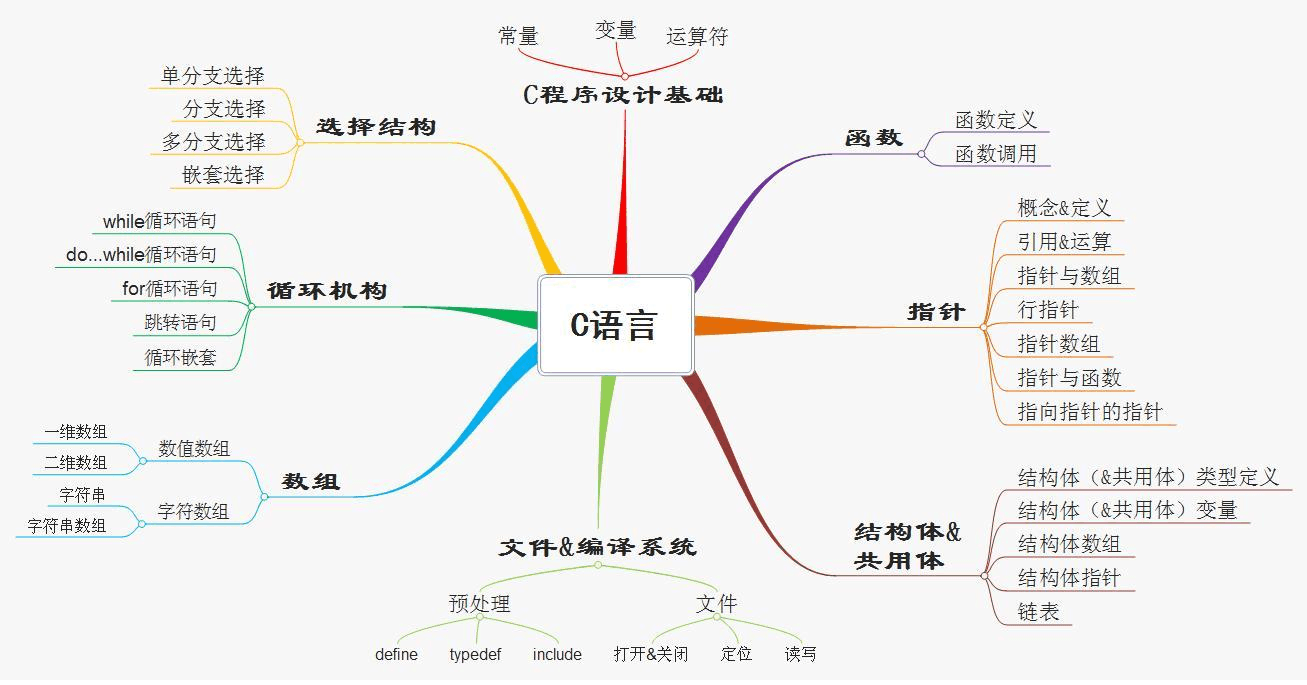 常量
变量
运算符
C程序设计基础
单分支选择
分支选择
多分支选择
嵌套选择
选择结构
函数
函数定义
函数调用
while循环语句
do...while循环语句
for循环语句
跳转语句
循环嵌套
循环机构
C语言
指针
概念&定义
引用&运算
指针与数组
行指针
指针数组
指针与函数
指向指针的指针
一维数组
二维数组
数值数组
字符串
字符串数组
字符数组
数组
结构体&
共用体
结构体（&共用体）类型定义
结构体（&共用体）变量
结构体数组
结构体指针
链表
文件&编译系统
预处理
文件
define
typedef
include
打开&关闭
定位
读写